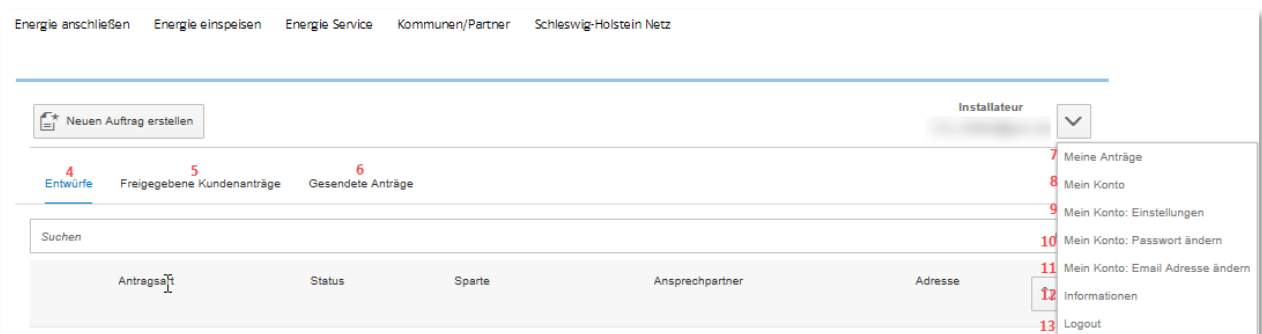 Energie anschließen Energie einspeisen Energie Service Kommunen/Partner Schleswig-Holstein Netz
Neuen Auftrag erstellen
Installateur
4 5 6
Entwürfe Freigegebene Kundenanträge Gesendete Anträge
Suchen
Antragsart Status Sparte Ansprechpartner Adresse
7 Meine Anträge
8 Mein Konto
9 Mein Konto: Einstellungen
10 Mein Konto: Passwort ändern
11 Mein Konto: Email Adresse ändern
12 Informationen
13 Logout